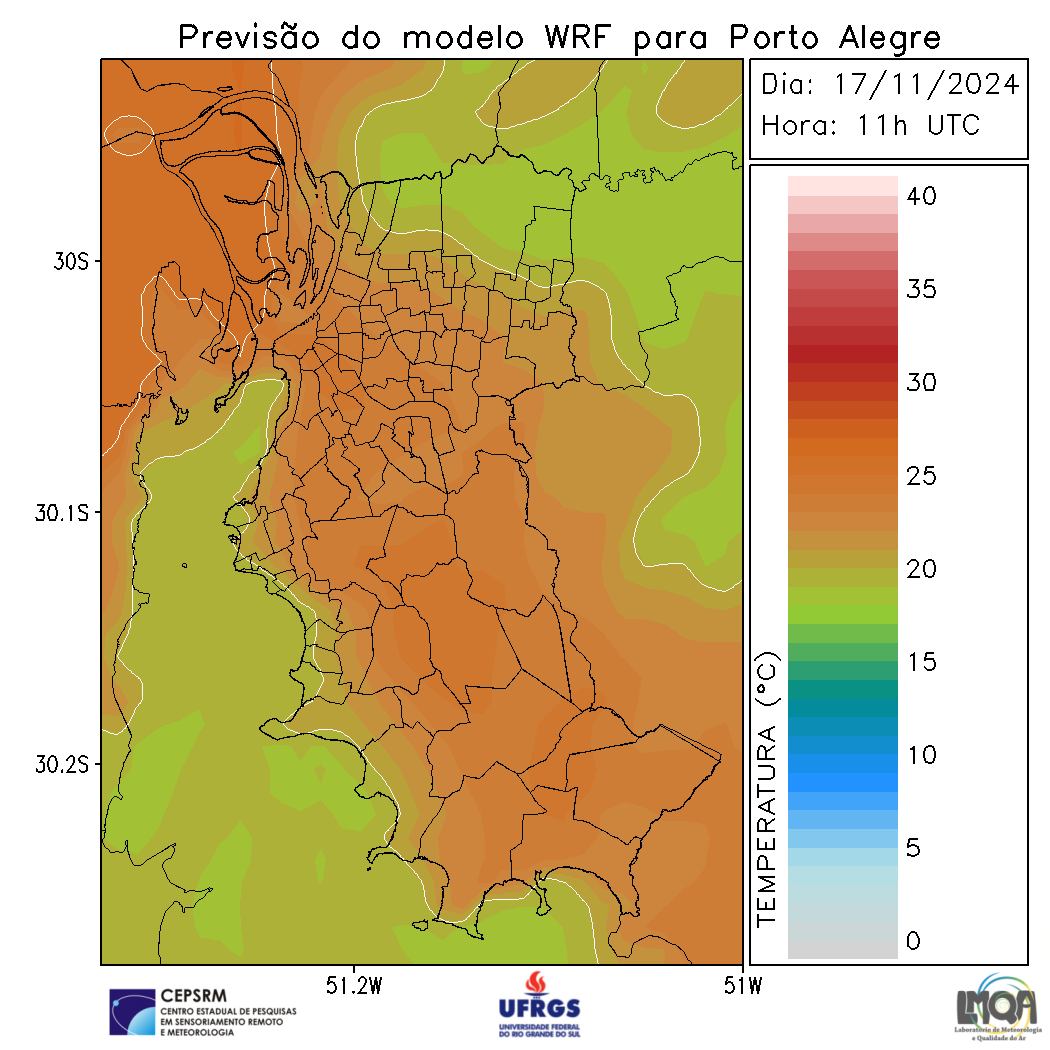 Previsão do modelo WRF para Porto Alegre
Dia: 17/11/2024
Hora: 11h UTC
40
35
30
25
20
15
10
5
0
TEMPERATURA (°C)
30S
30.1S
30.2S
51.2W
51W
CEPSRM
CENTRO ESTADUAL DE PESQUISAS
EM SENSORIAMENTO REMOTO
E METEOROLOGIA
UFRGS
UNIVERSIDADE FEDERAL
DO RIO GRANDE DO SUL
LMQA
Laboratório de Meteorologia
e Qualidade do Ar